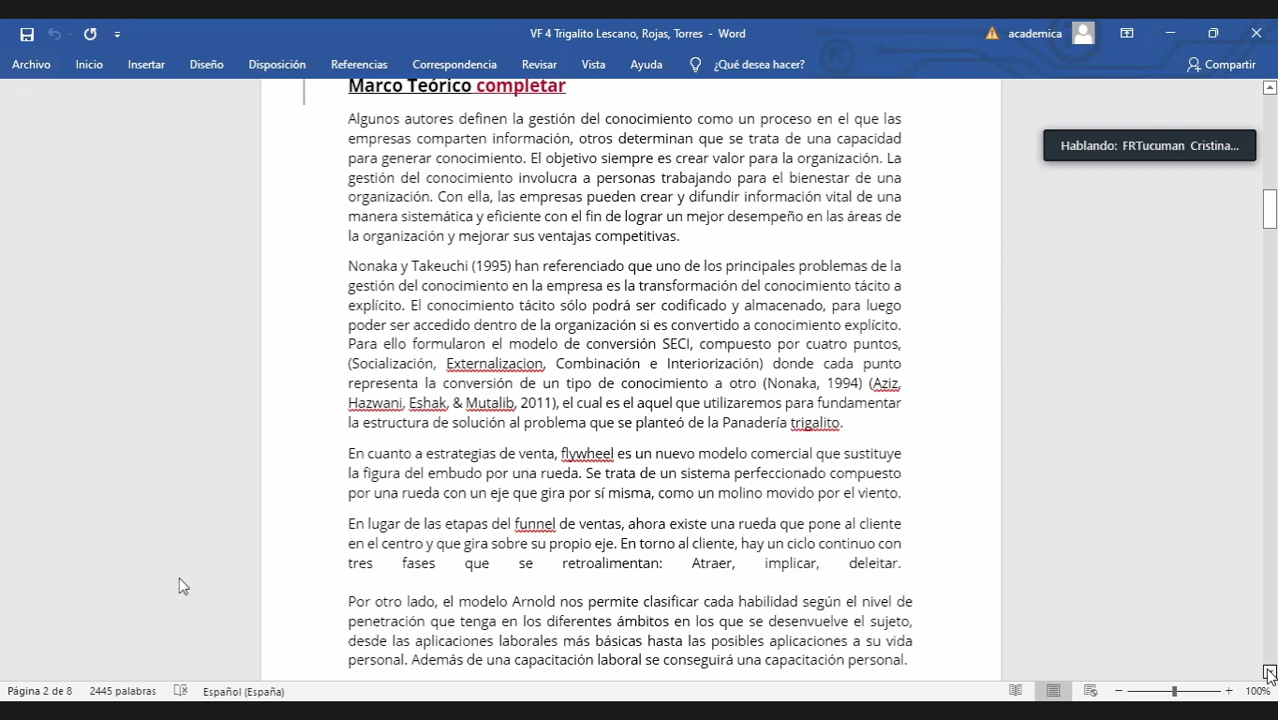 VF 4 Trigalito Lescano, Rojas, Torres - Word
academica
Archivo Inicio Insertar Diseño Disposición Referencias Correspondencia Revisar Vista Ayuda ¿Qué desea hacer? Compartir
Marco Teórico completar
Hablando: FRTucuman Cristina...
Algunos autores definen la gestión del conocimiento como un proceso en el que las
empresas comparten información, otros determinan que se trata de una capacidad
para generar conocimiento. El objetivo siempre es crear valor para la organización. La
gestión del conocimiento involucra a personas trabajando para el bienestar de una
organización. Con ella, las empresas pueden crear y difundir información vital de una
manera sistemática y eficiente con el fin de lograr un mejor desempeño en las áreas de
la organización y mejorar sus ventajas competitivas.
Nonaka y Takeuchi (1995) han referenciado que uno de los principales problemas de la
gestión del conocimiento en la empresa es la transformación del conocimiento tácito a
explícito. El conocimiento tácito sólo podrá ser codificado y almacenado, para luego
poder ser accedido dentro de la organización si es convertido a conocimiento explícito.
Para ello formularon el modelo de conversión SECI, compuesto por cuatro puntos,
(Socialización, Externalizacion, Combinación e Interiorización) donde cada punto
representa la conversión de un tipo de conocimiento a otro (Nonaka, 1994) (Aziz,
Hazwani, Eshak, & Mutalib, 2011), el cual es el aquel que utilizaremos para fundamentar
la estructura de solución al problema que se planteó de la Panadería trigalito.
En cuanto a estrategias de venta, flywheel es un nuevo modelo comercial que sustituye
la figura del embudo por una rueda. Se trata de un sistema perfeccionado compuesto
por una rueda con un eje que gira por sí misma, como un molino movido por el viento.
En lugar de las etapas del funnel de ventas, ahora existe una rueda que pone al cliente
en el centro y que gira sobre su propio eje. En torno al cliente, hay un ciclo continuo con
tres fases que se retroalimentan: Atraer, implicar, deleitar.
Por otro lado, el modelo Arnold nos permite clasificar cada habilidad según el nivel de
penetración que tenga en los diferentes ámbitos en los que se desenvuelve el sujeto,
desde las aplicaciones laborales más básicas hasta las posibles aplicaciones a su vida
personal. Además de una capacitación laboral se conseguirá una capacitación personal.
Página 2 de 8 2445 palabras Español (España) 100%